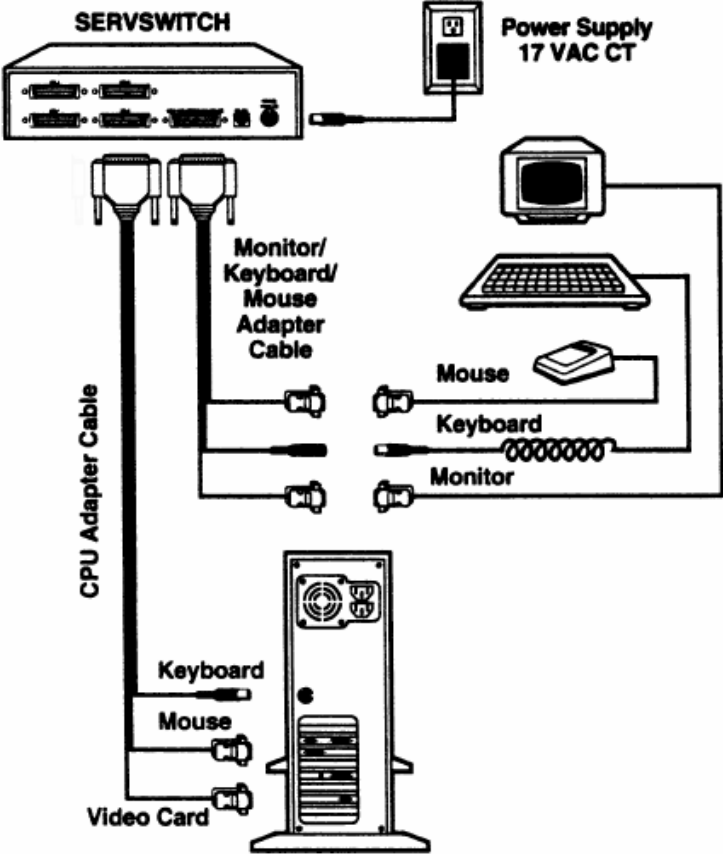 SERVSWITCH
Power Supply
17 VAC CT
Monitor/
Keyboard/
Mouse
Adapter
Cable
Mouse
Keyboard
Monitor
CPU Adapter Cable
Keyboard
Mouse
Video Card